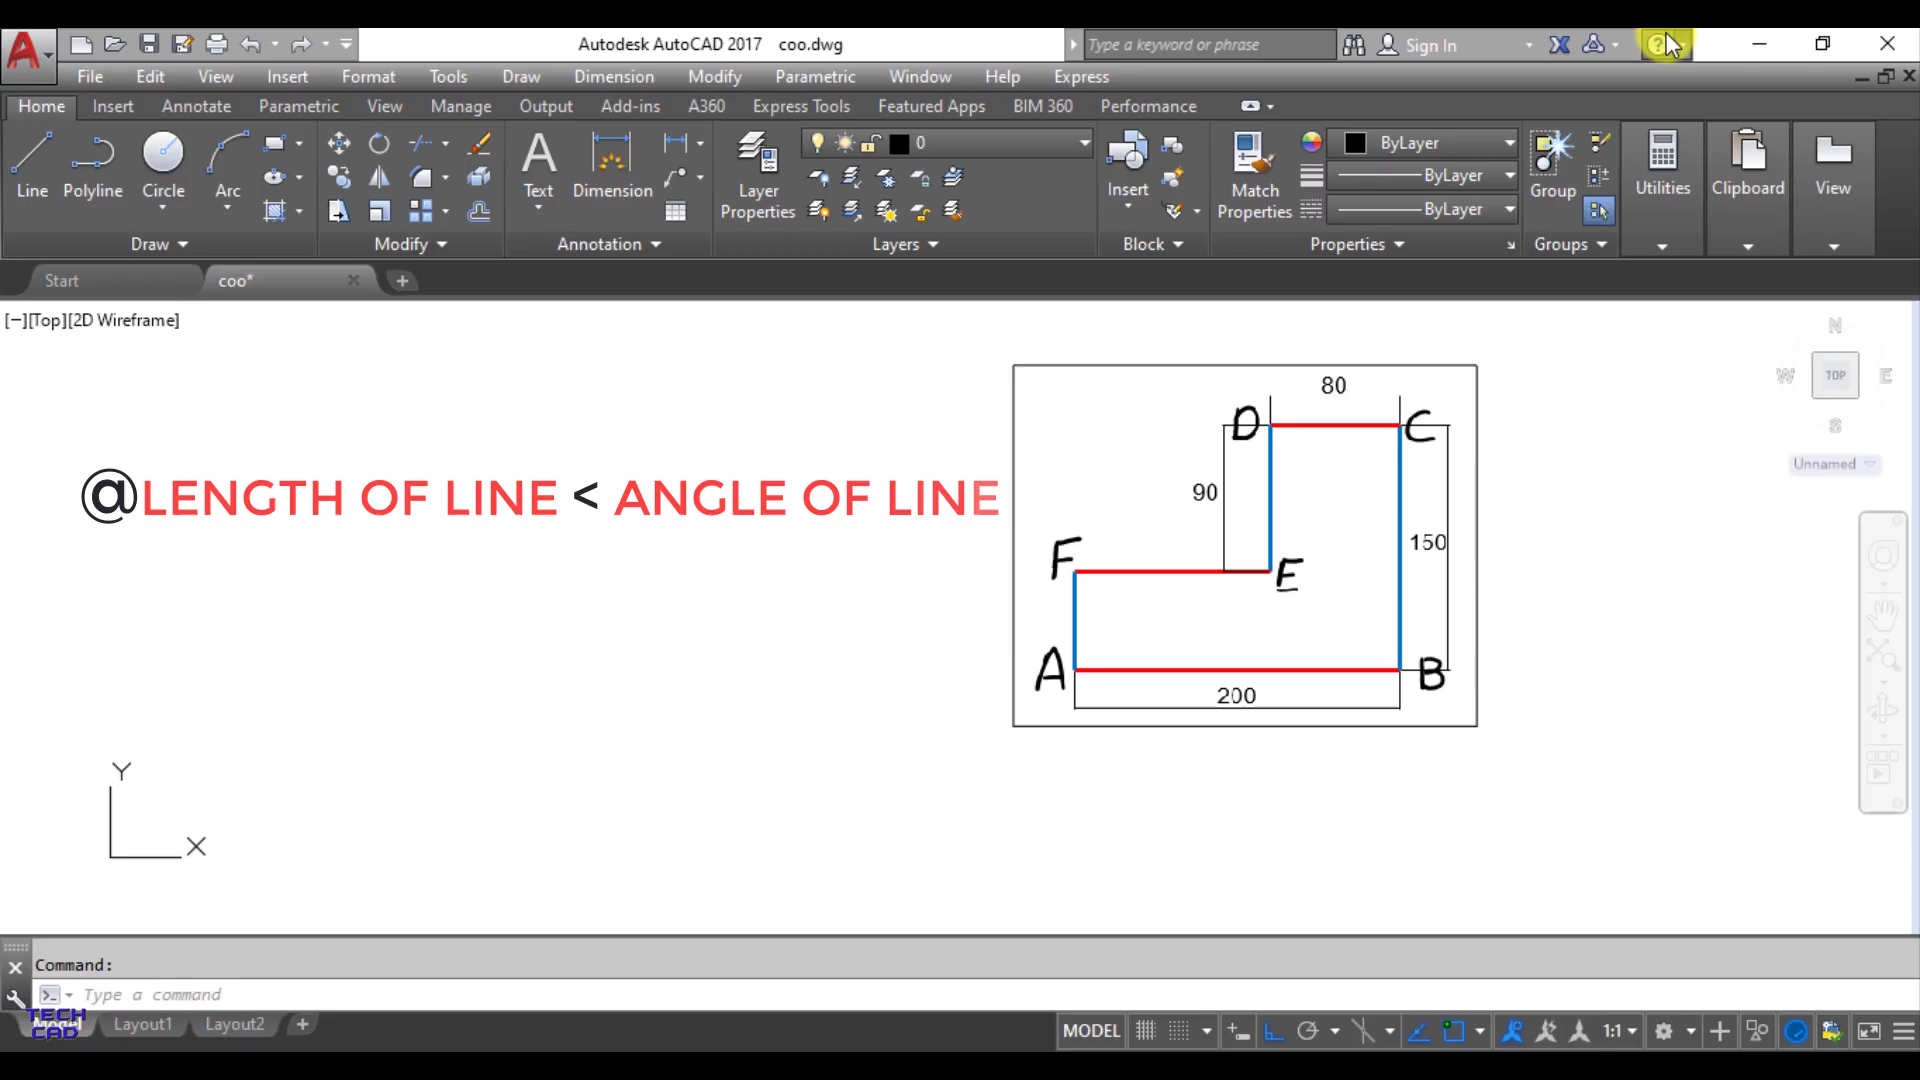 Autodesk AutoCAD 2017 coo.dwg
Type a keyword or phrase
Sign In
File Edit View Insert Format Tools Draw Dimension Modify Parametric Window Help Express
Home Insert Annotate Parametric View Manage Output Add-ins A360 Express Tools Featured Apps BIM 360 Performance
Line Polyline Circle Arc
Text Dimension
Layer Properties
0
Insert
Match Properties
ByLayer
ByLayer
ByLayer
Group
Utilities Clipboard View
Draw Modify Annotation Layers Block Properties Groups
Start coo*
[−][Top][2D Wireframe]
N
W TOP E
S
Unnamed
80
D C
90
@LENGTH OF LINE < ANGLE OF LINE
150
F
E
A B
200
Y
X
Command:
Type a command
TECH
CAD
Model Layout1 Layout2
MODEL
1:1